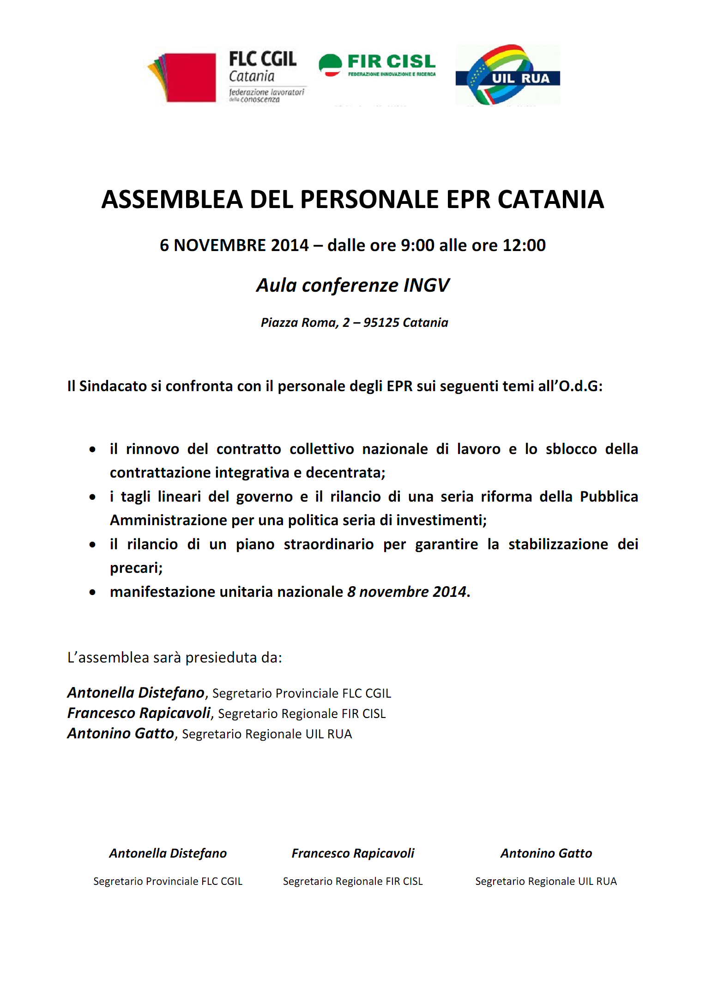 FLC CGIL
Catania
federazione lavoratori
della conoscenza
FIR CISL
FEDERAZIONE INNOVAZIONE E RICERCA
UIL RUA
ASSEMBLEA DEL PERSONALE EPR CATANIA
6 NOVEMBRE 2014 – dalle ore 9:00 alle ore 12:00
Aula conferenze INGV
Piazza Roma, 2 – 95125 Catania
Il Sindacato si confronta con il personale degli EPR sui seguenti temi all’O.d.G:
• il rinnovo del contratto collettivo nazionale di lavoro e lo sblocco della
contrattazione integrativa e decentrata;
• i tagli lineari del governo e il rilancio di una seria riforma della Pubblica
Amministrazione per una politica seria di investimenti;
• il rilancio di un piano straordinario per garantire la stabilizzazione dei
precari;
• manifestazione unitaria nazionale 8 novembre 2014.
L’assemblea sarà presieduta da:
Antonella Distefano, Segretario Provinciale FLC CGIL
Francesco Rapicavoli, Segretario Regionale FIR CISL
Antonino Gatto, Segretario Regionale UIL RUA
Antonella Distefano Francesco Rapicavoli Antonino Gatto
Segretario Provinciale FLC CGIL Segretario Regionale FIR CISL Segretario Regionale UIL RUA